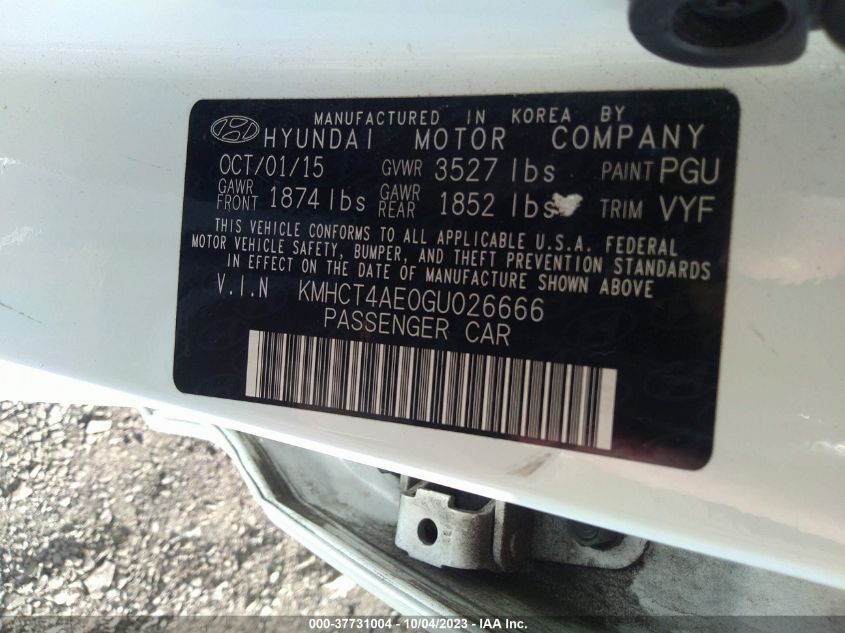 MANUFACTURED IN KOREA BY
HYUNDAI MOTOR COMPANY
OCT/01/15 GVWR 3527 lbs PAINT PGU
GAWR FRONT 1874 lbs GAWR REAR 1852 lbs TRIM VYF
THIS VEHICLE CONFORMS TO ALL APPLICABLE U.S.A. FEDERAL
MOTOR VEHICLE SAFETY, BUMPER, AND THEFT PREVENTION STANDARDS
IN EFFECT ON THE DATE OF MANUFACTURE SHOWN ABOVE
V.I.N KMHCT4AE0GU026666
PASSENGER CAR
000-37731004 - 10/04/2023 - IAA Inc.